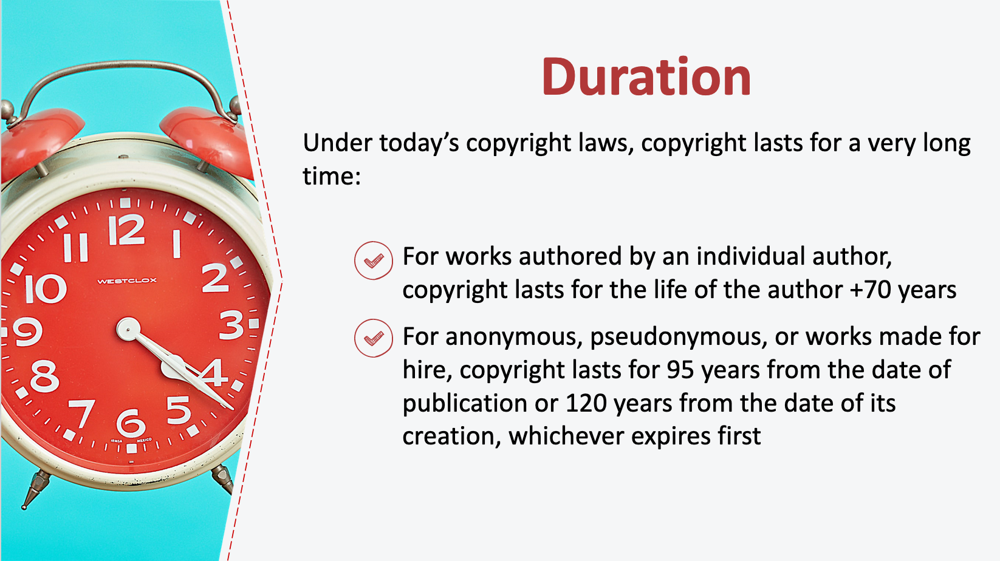 Duration
Under today’s copyright laws, copyright lasts for a very long
time:
For works authored by an individual author,
copyright lasts for the life of the author +70 years
For anonymous, pseudonymous, or works made for
hire, copyright lasts for 95 years from the date of
publication or 120 years from the date of its
creation, whichever expires first
12
11
1
10
2
WESTCLOX
9
3
8
4
7
5
6
IRMSA MEXICO